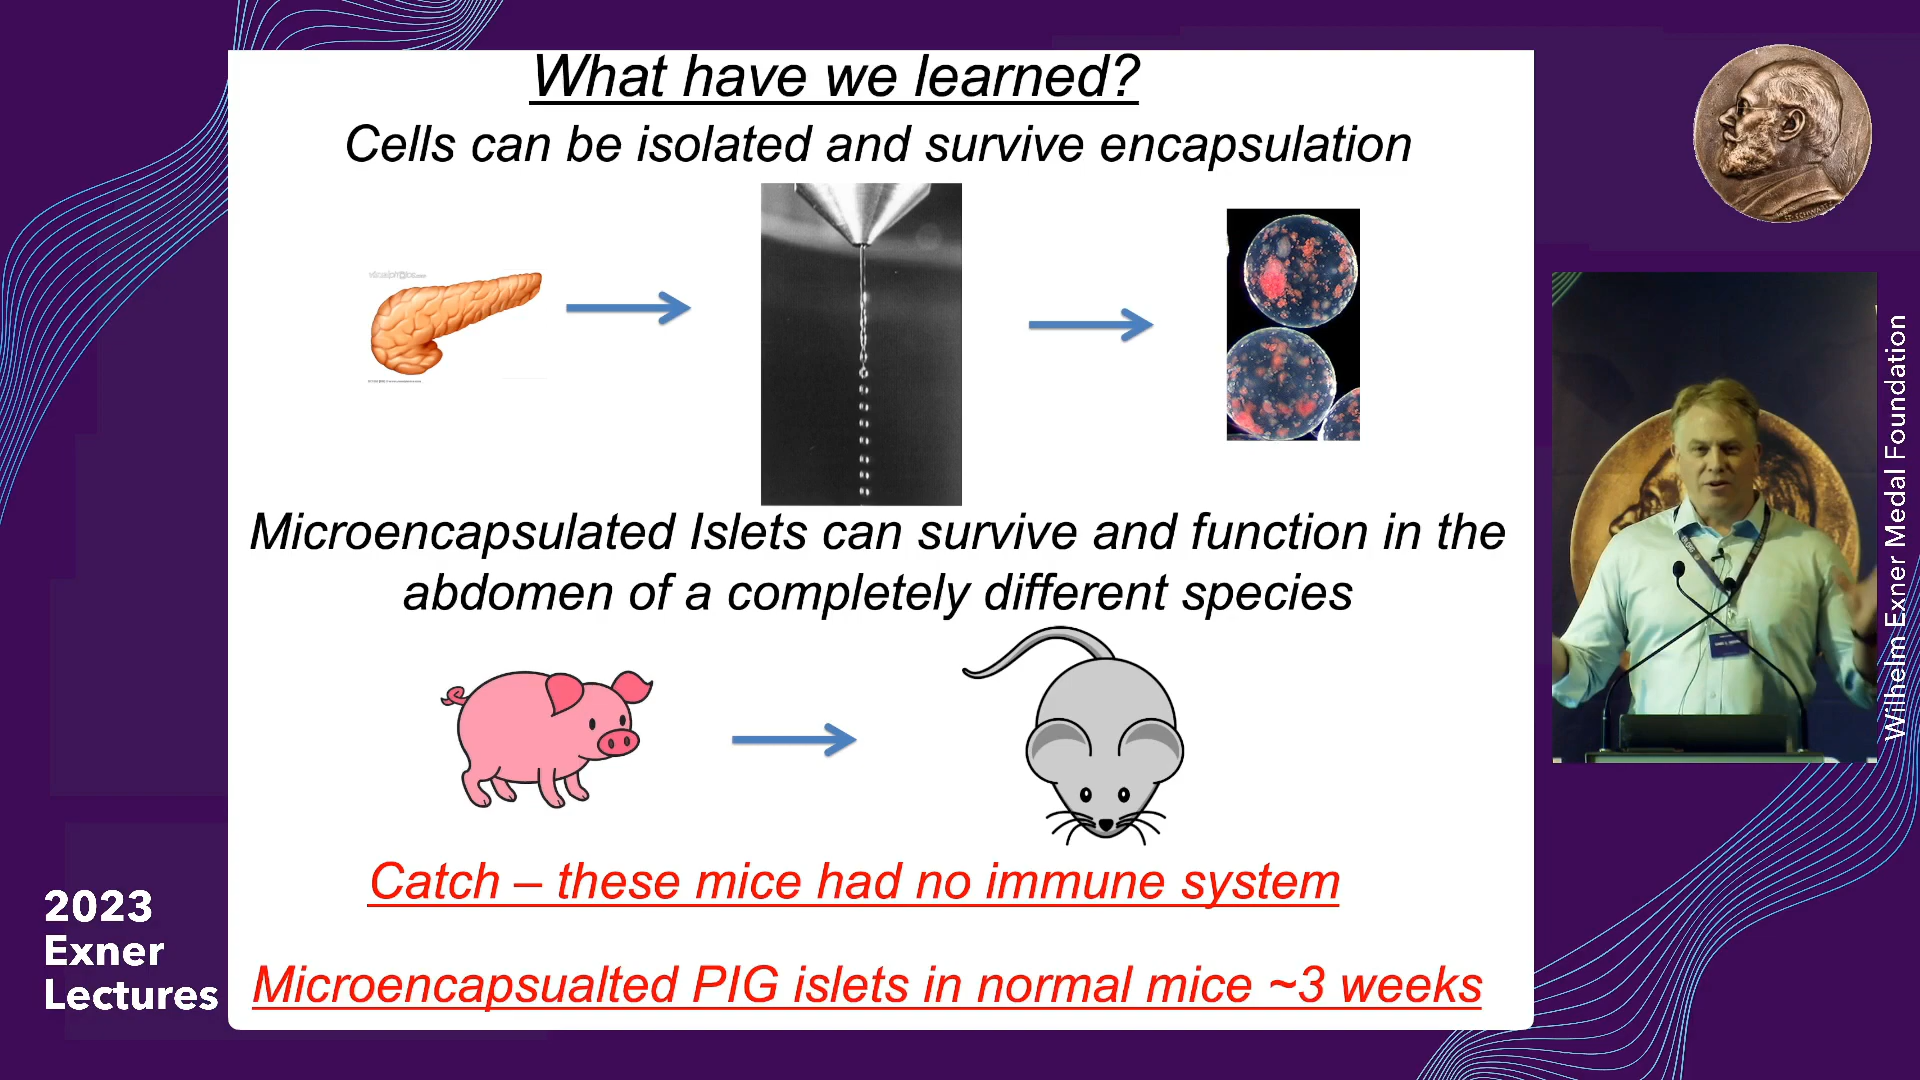 What have we learned?
Cells can be isolated and survive encapsulation
Microencapsulated Islets can survive and function in the
abdomen of a completely different species
Catch – these mice had no immune system
Microencapsualted PIG islets in normal mice ~3 weeks
2023
Exner
Lectures
Wilhelm Exner Medal Foundation